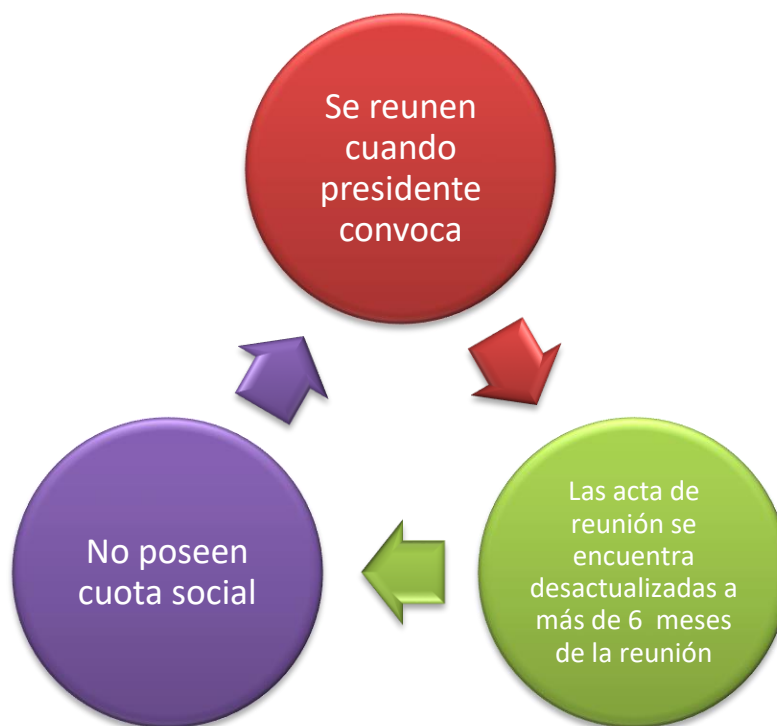 Se reunen
cuando
presidente
convoca
Las acta de
reunión se
encuentra
desactualizadas a
más de 6 meses
de la reunión
No poseen
cuota social